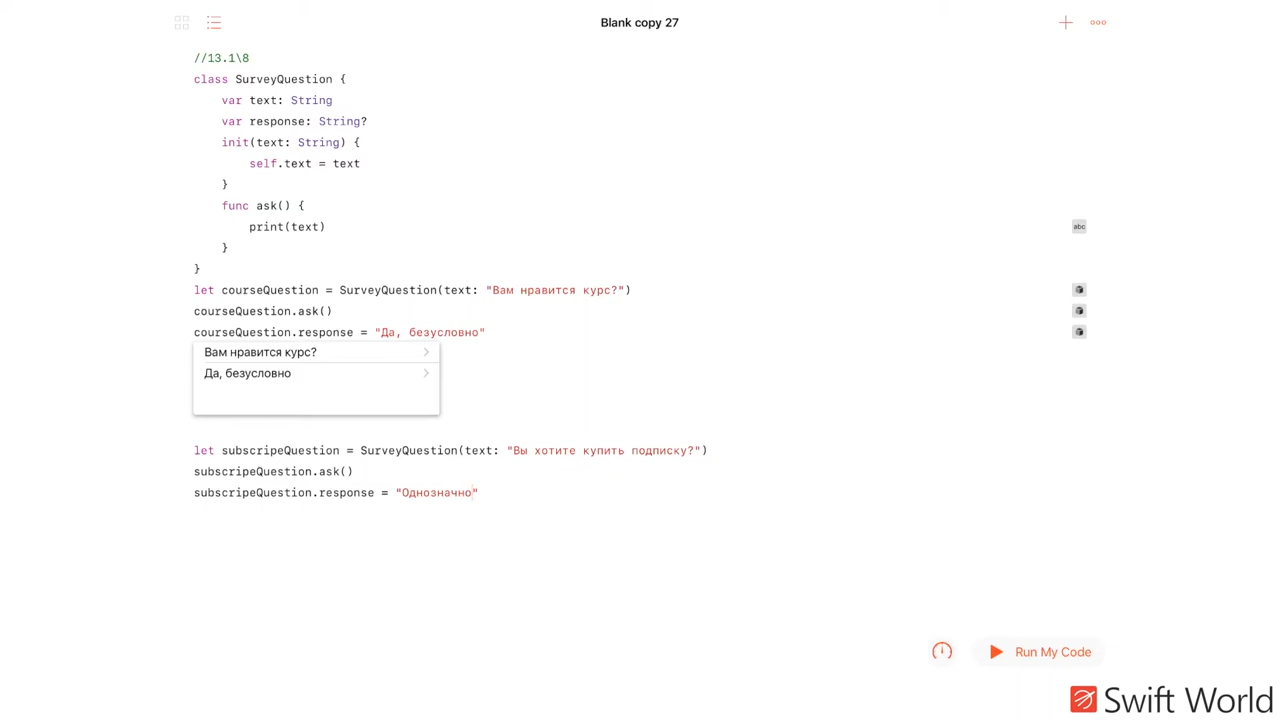 Blank copy 27
//13.1\8
class SurveyQuestion {
var text: String
var response: String?
init(text: String) {
self.text = text
}
func ask() {
print(text)
}
}
abc
let courseQuestion = SurveyQuestion(text: "Вам нравится курс?")
courseQuestion.ask()
courseQuestion.response = "Да, безусловно"
Вам нравится курс?
Да, безусловно
let subscripeQuestion = SurveyQuestion(text: "Вы хотите купить подписку?")
subscripeQuestion.ask()
subscripeQuestion.response = "Однозначно"
Run My Code
Swift World